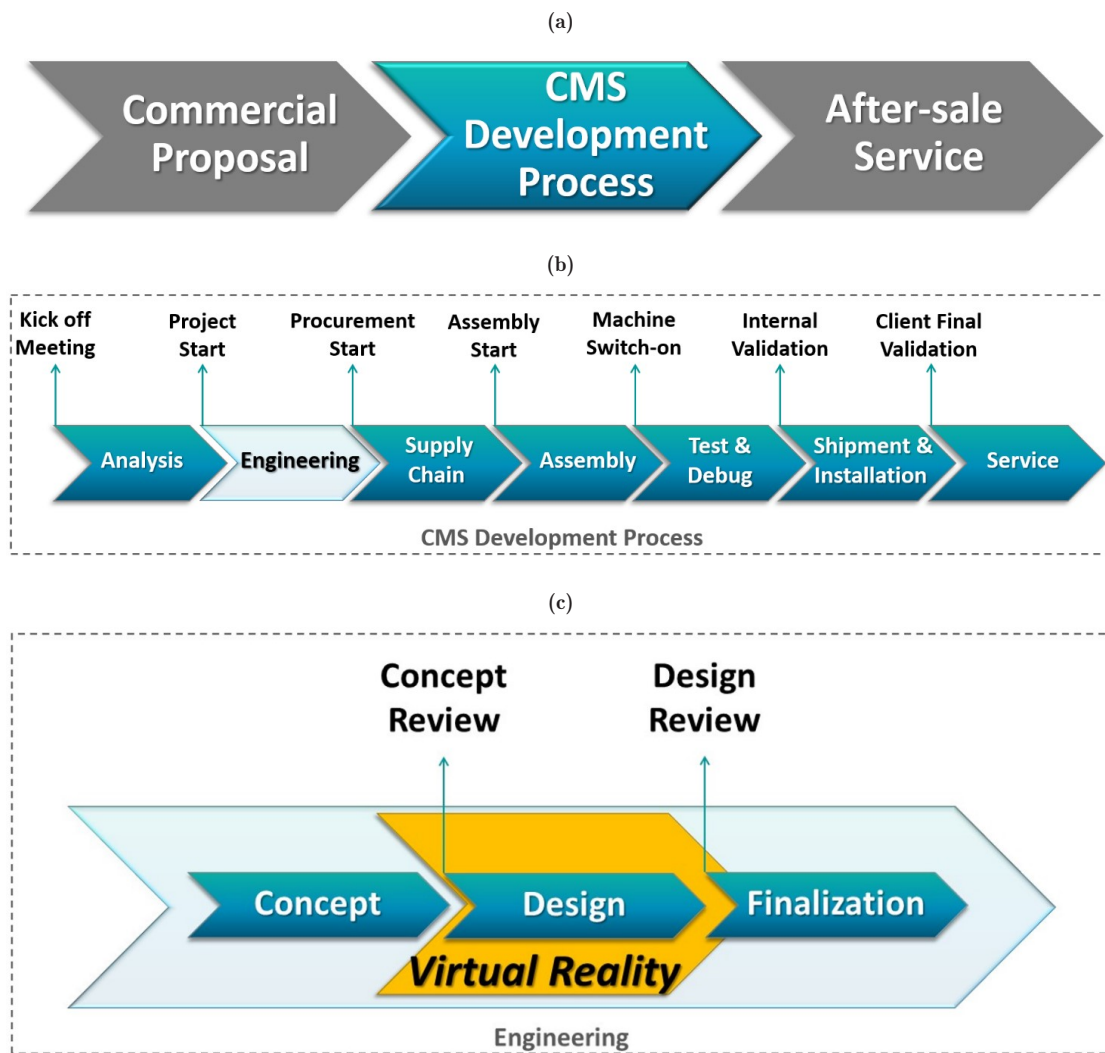 (a)
Commercial
Proposal
CMS
Development
Process
After-sale
Service
(b)
Kick off
Meeting
Project
Start
Procurement
Start
Assembly
Start
Machine
Switch-on
Internal
Validation
Client Final
Validation
Analysis
Engineering
Supply
Chain
Assembly
Test &
Debug
Shipment &
Installation
Service
CMS Development Process
(c)
Concept
Review
Design
Review
Concept
Design
Finalization
Virtual Reality
Engineering